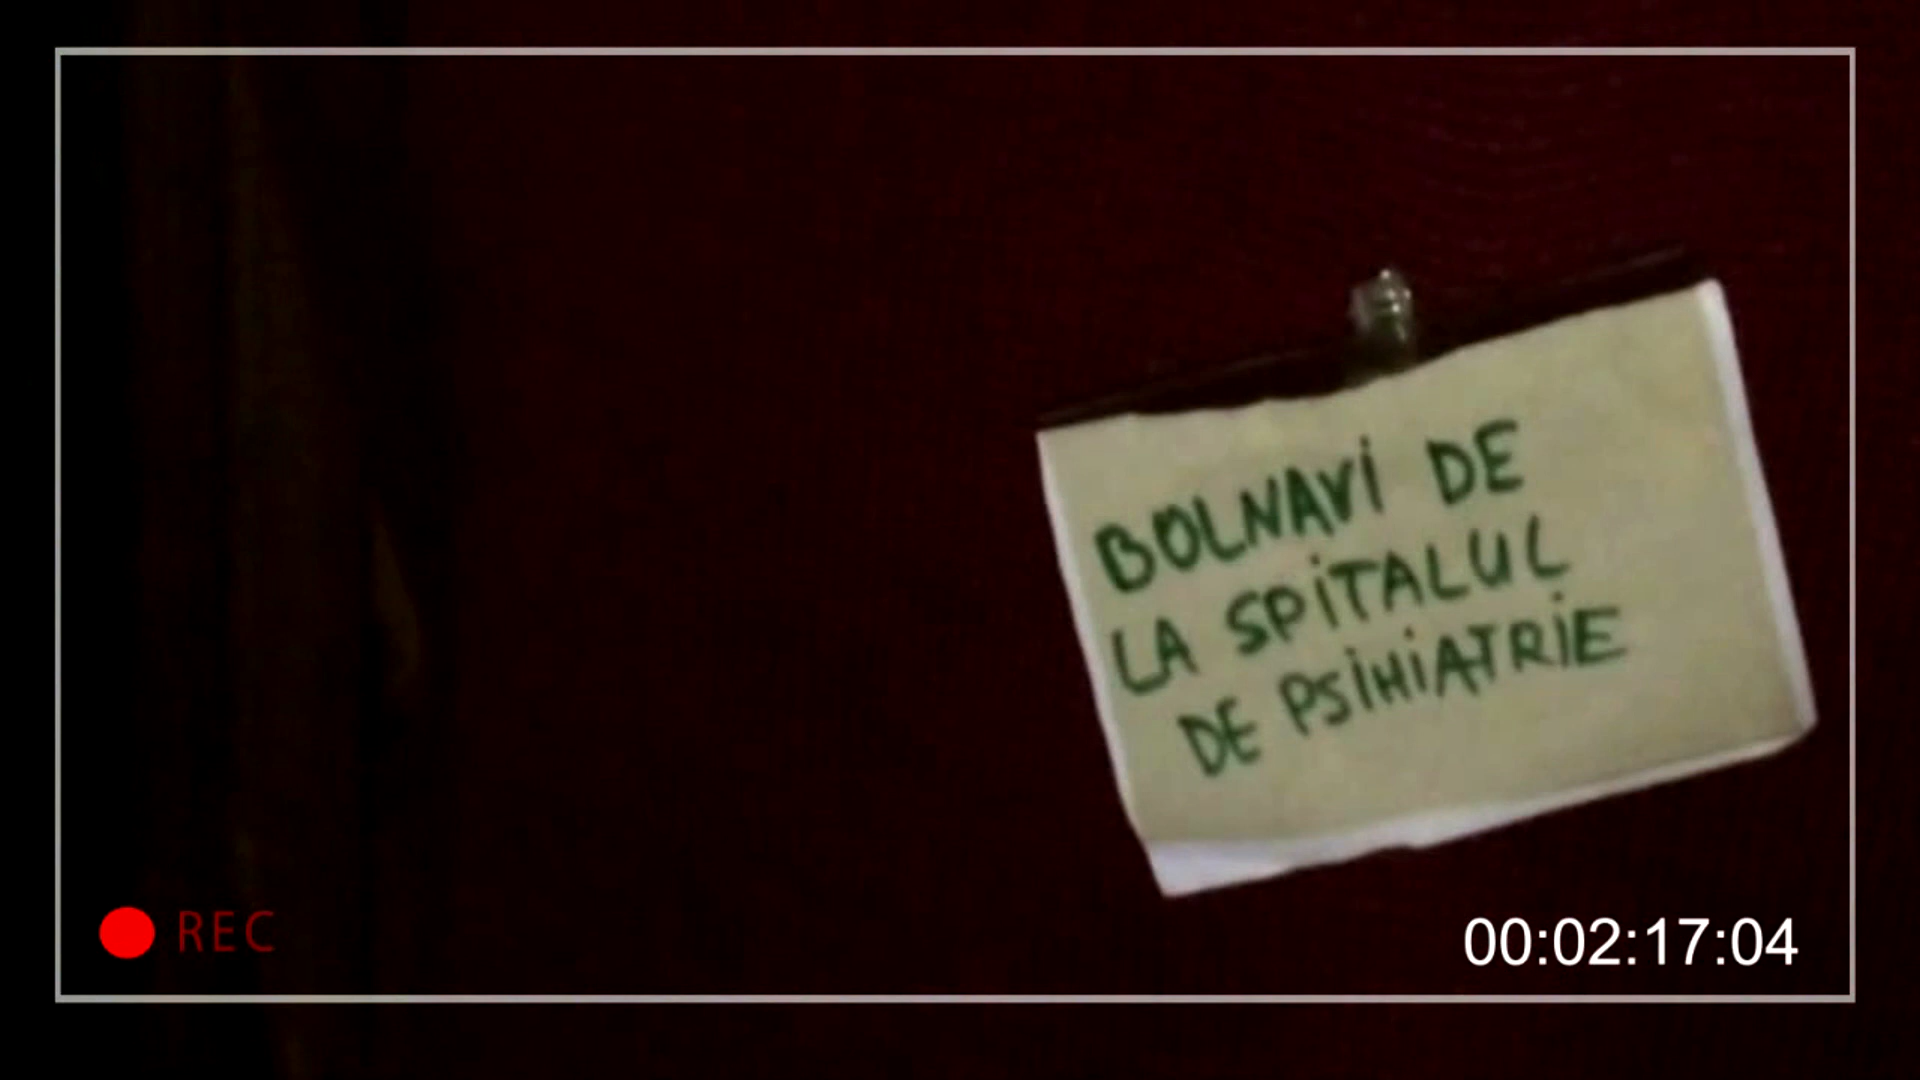 BOLNAVI DE
LA SPITALUL
DE PSIHIATRIE
REC
00:02:17:04